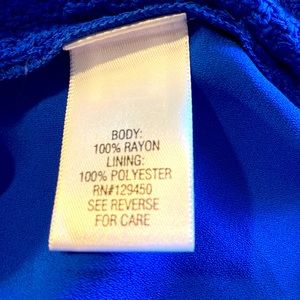 BODY:
100% RAYON
LINING:
100% POLYESTER
RN#129450
SEE REVERSE
FOR CARE